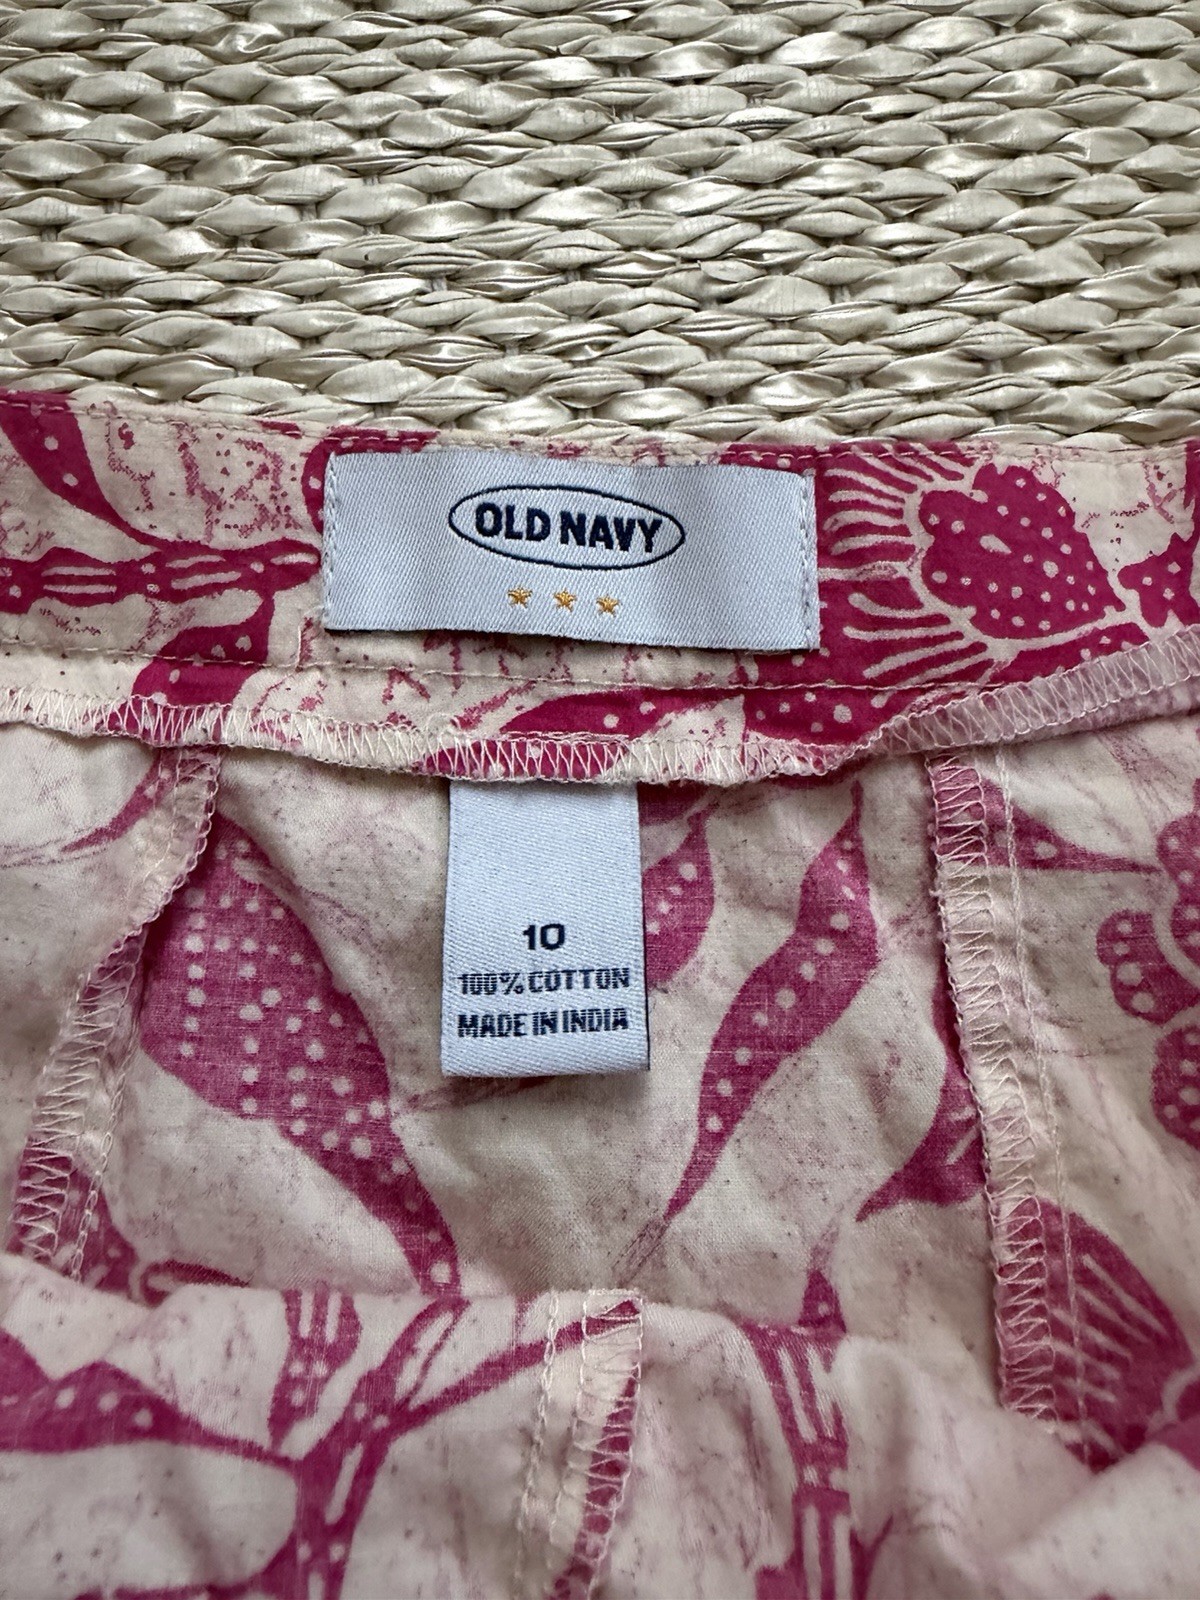 OLD NAVY
10
100% COTTON
MADE IN INDIA